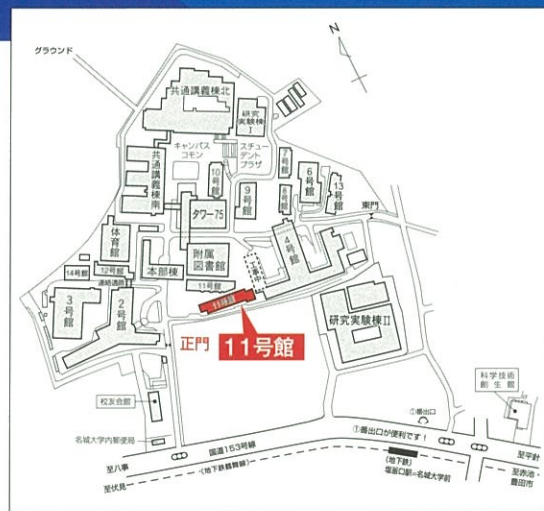 グラウンド
N
共通講義棟北
研究
実験棟
I
キャンパス
コモン
スチュー
デント
プラザ
共通講義棟南
10号館
9号館
7号館
8号館
6号館
13号館
タワー75
東門
体育館
附属
図書館
4号館
工事中
本部棟
12号館
14号館
連絡通路
11号館
3号館
2号館
研究実験棟II
正門
11号館
科学技術
創生館
校友会館
①番出口
①番出口が便利です!
名城大学内郵便局
国道153号線
至八事
至平針
(地下鉄鶴舞線)
(地下鉄)
塩釜口駅=名城大学前
至伏見
至赤池・
豊田市